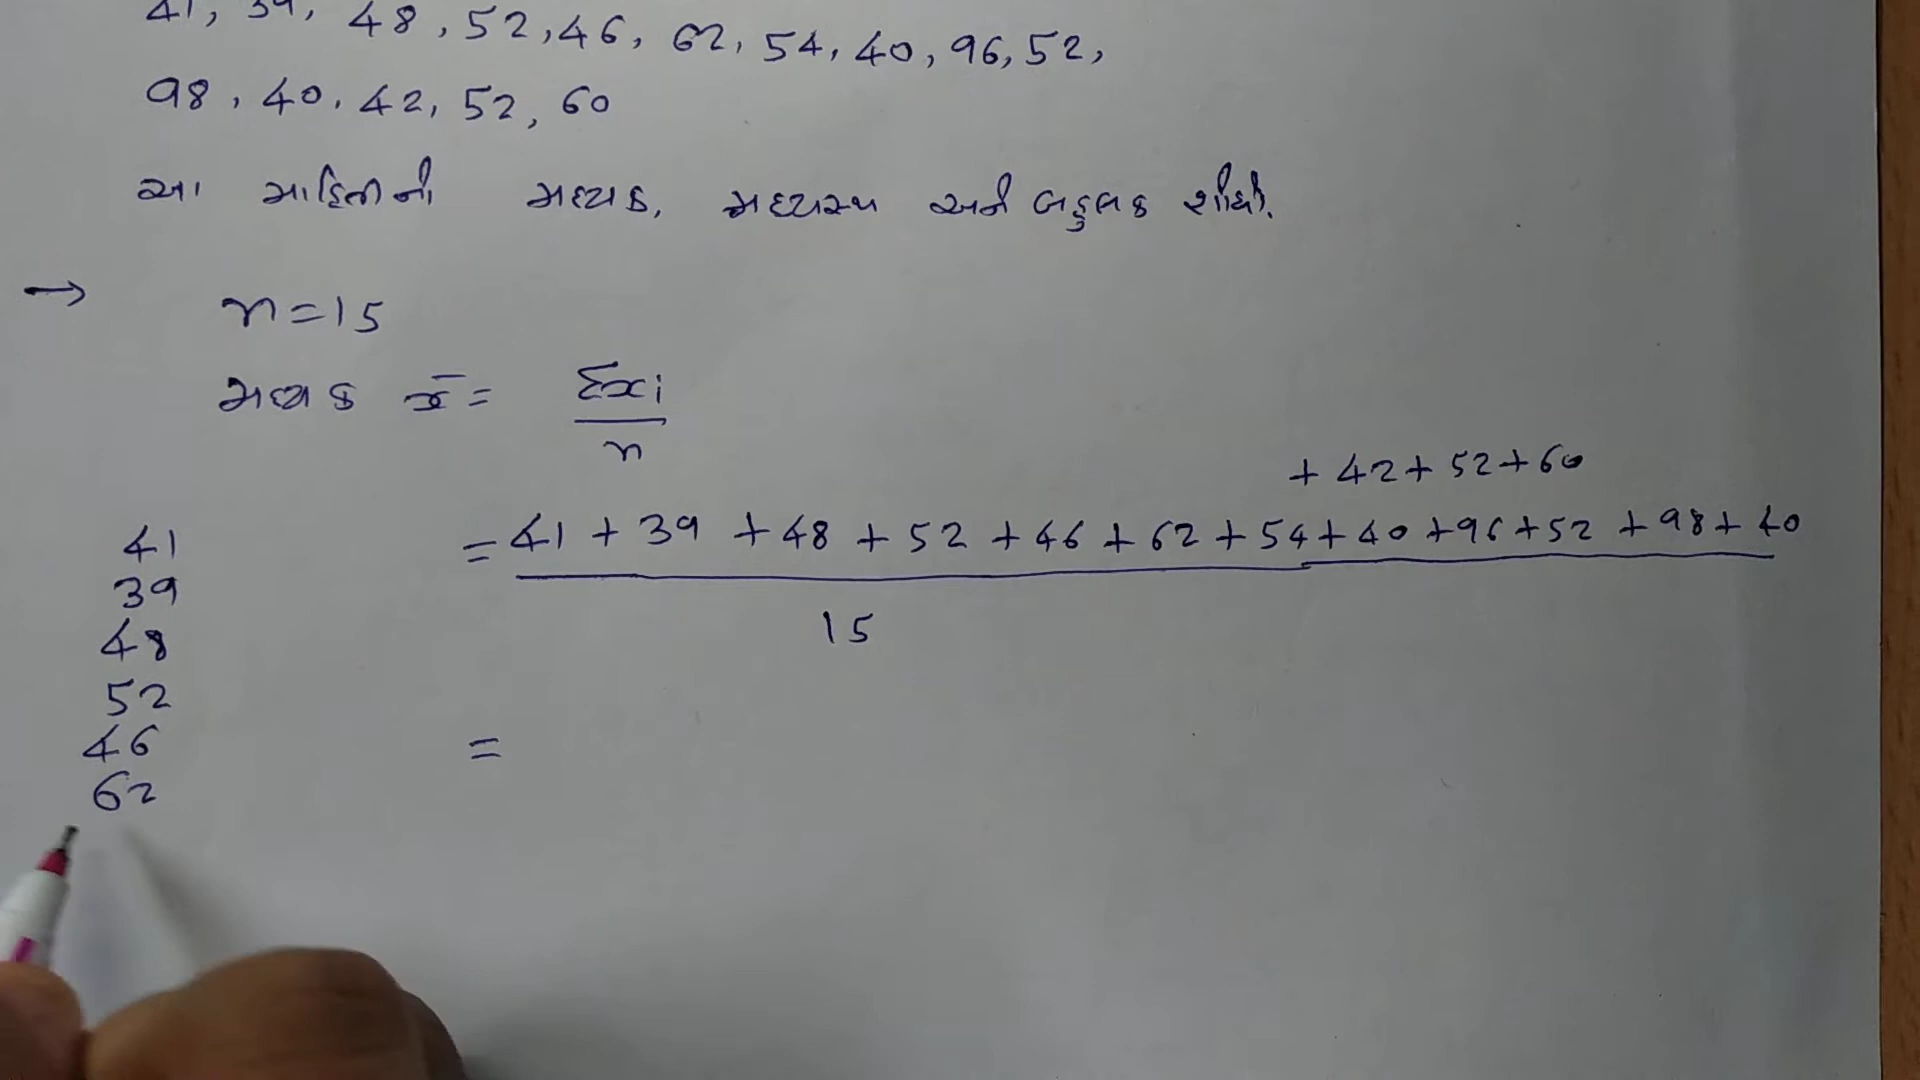 41, 39, 48, 52, 46, 62, 54, 40, 96, 52,
98, 40, 42, 52, 60
આ માહિતીનો મધ્યક, મધ્યસ્થ અને બહુલક શોધો.
→ n=15
મધ્યક x̄ = Σxi / n
+ 42 + 52 + 60
= 41 + 39 + 48 + 52 + 46 + 62 + 54 + 40 + 96 + 52 + 98 + 40
15
=
41
39
48
52
46
62